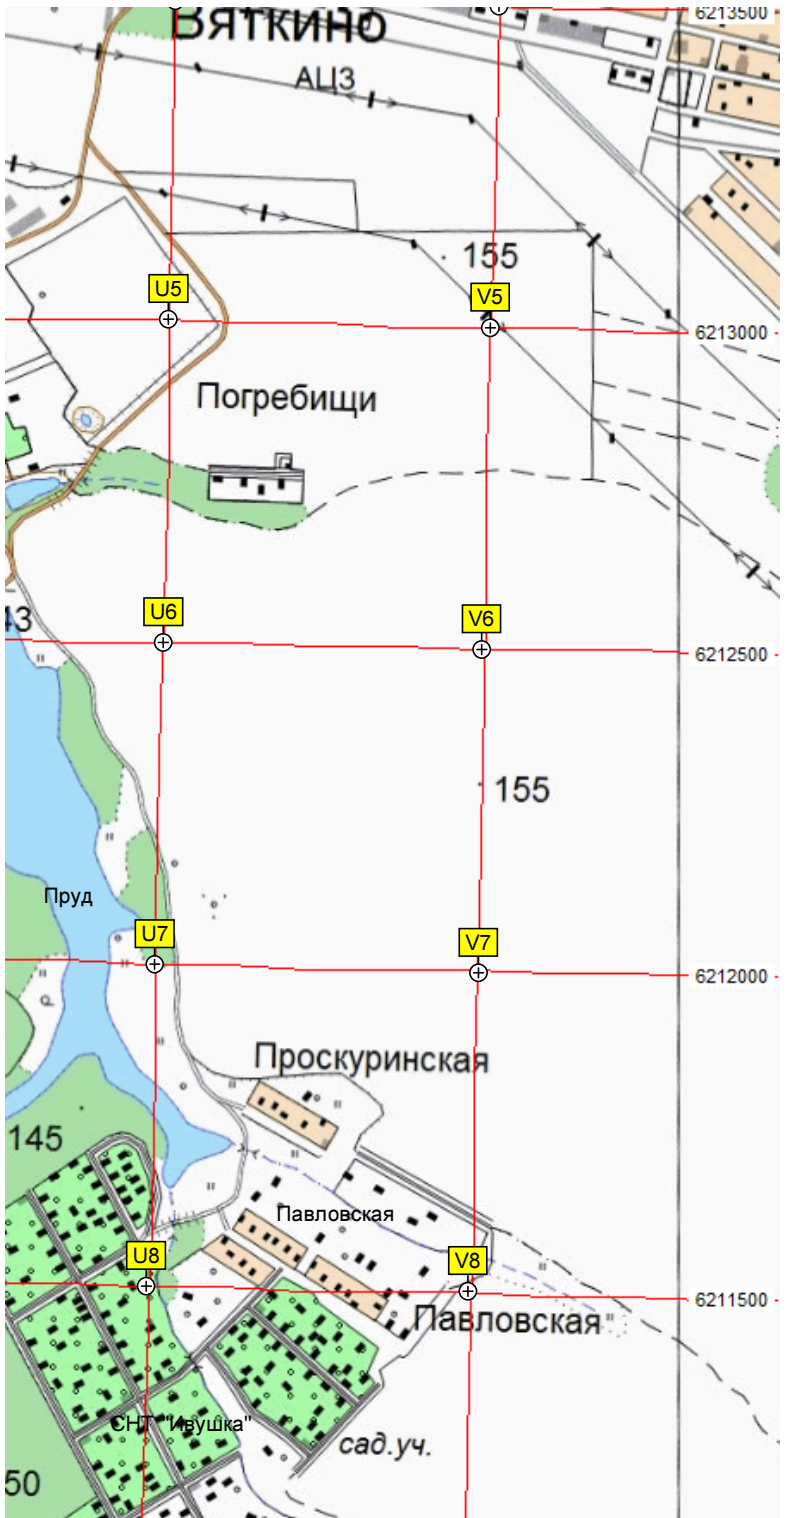 6213500
Вяткино
АЦЗ
155
U5
V5
6213000
Погребищи
U6
V6
43
6212500
155
Пруд
U7
V7
6212000
Проскуринская
145
Павловская
U8
V8
6211500
Павловская
СНТ "Ивушка"
сад.уч.
50